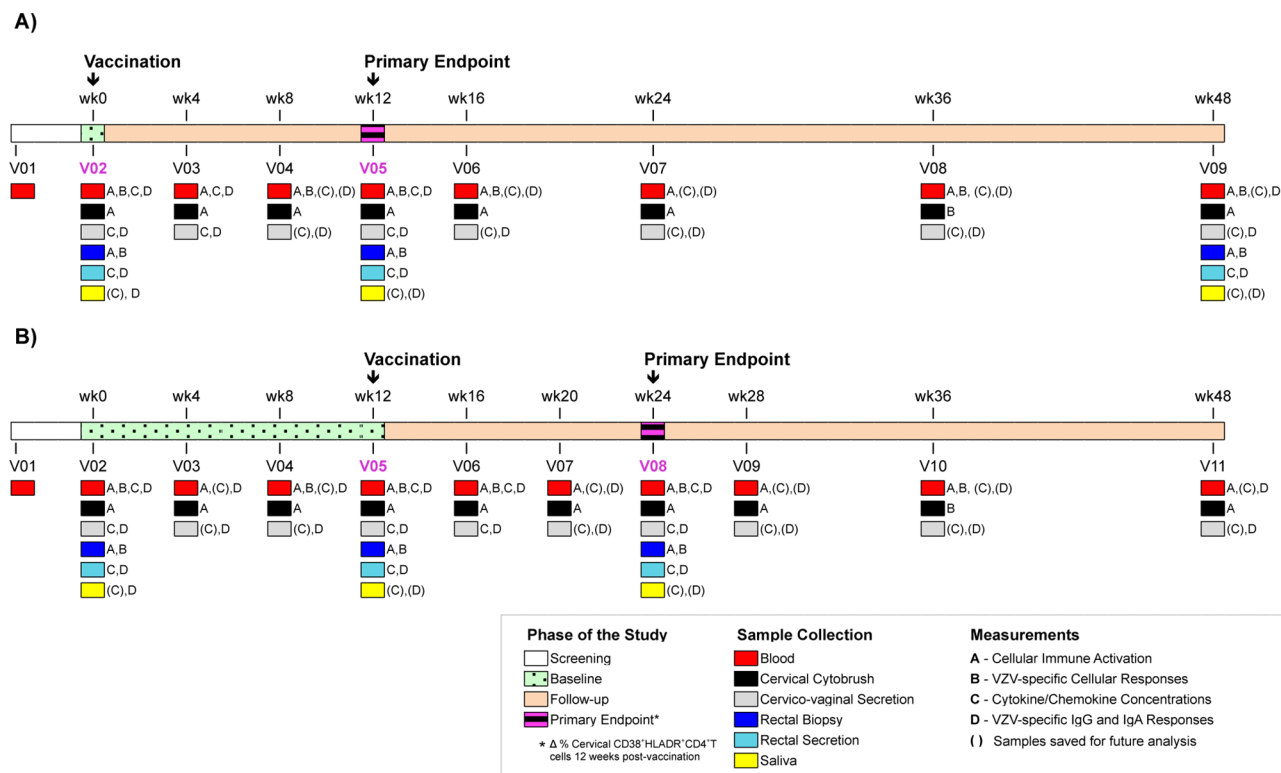 A)
Vaccination Primary Endpoint
wk0 wk4 wk8 wk12 wk16 wk24 wk36 wk48
V01 V02 V03 V04 V05 V06 V07 V08 V09
A,B,C,D A,C,D A,B,(C),(D) A,B,C,D A,B,(C),(D) A,(C),(D) A,B, (C),(D) A,B,(C),D
A A A A A A B A
C,D C,D (C),(D) C,D (C),D (C),(D) (C),(D) (C),D
A,B A,B A,B
C,D C,D C,D
(C), D (C),(D) (C),(D)
B)
Vaccination Primary Endpoint
wk0 wk4 wk8 wk12 wk16 wk20 wk24 wk28 wk36 wk48
V01 V02 V03 V04 V05 V06 V07 V08 V09 V10 V11
A,B,C,D A,(C),D A,B,(C),D A,B,C,D A,B,C,D A,(C),(D) A,B,C,D A,(C),(D) A,B, (C),(D) A,(C),D
A A A A A A A A B A
C,D (C),D (C),D C,D C,D (C),(D) C,D (C),(D) (C),(D) (C),D
A,B A,B A,B
C,D C,D C,D
(C),D (C),(D) (C),(D)
Phase of the Study
Screening
Baseline
Follow-up
Primary Endpoint*
* Δ % Cervical CD38⁺HLADR⁺CD4⁺T
cells 12 weeks post-vaccination
Sample Collection
Blood
Cervical Cytobrush
Cervico-vaginal Secretion
Rectal Biopsy
Rectal Secretion
Saliva
Measurements
A - Cellular Immune Activation
B - VZV-specific Cellular Responses
C - Cytokine/Chemokine Concentrations
D - VZV-specific IgG and IgA Responses
( ) Samples saved for future analysis